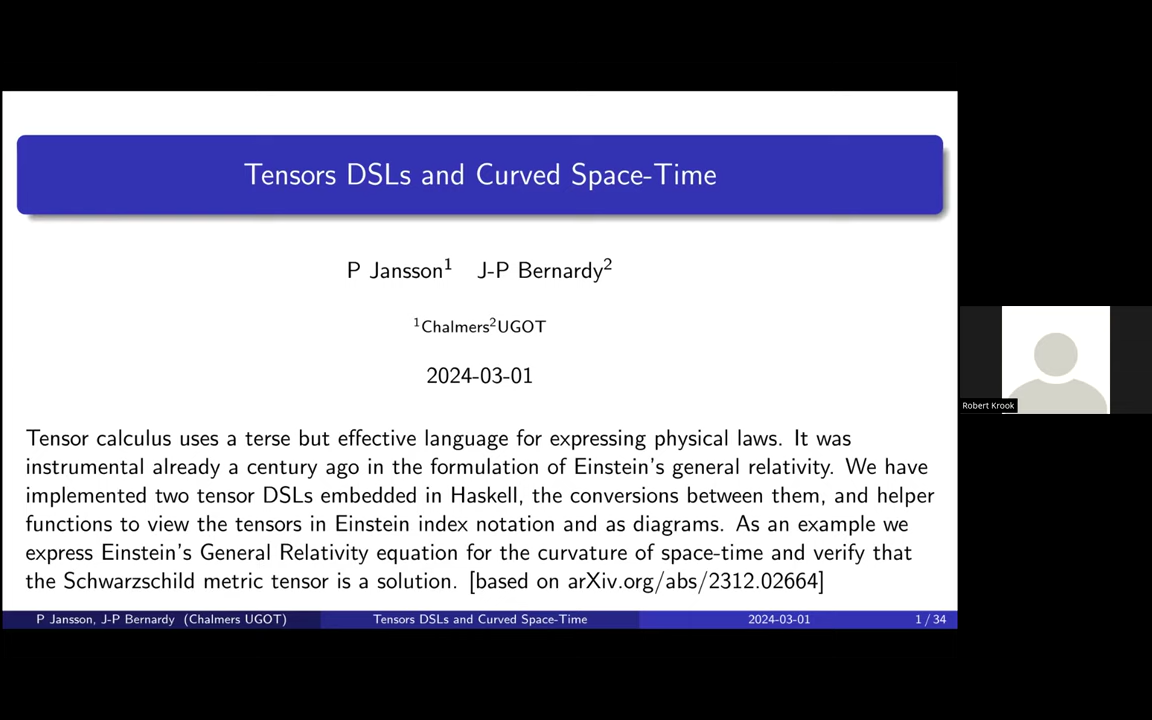 Tensors DSLs and Curved Space-Time
P Jansson¹ J-P Bernardy²
¹Chalmers²UGOT
2024-03-01
Tensor calculus uses a terse but effective language for expressing physical laws. It was
instrumental already a century ago in the formulation of Einstein's general relativity. We have
implemented two tensor DSLs embedded in Haskell, the conversions between them, and helper
functions to view the tensors in Einstein index notation and as diagrams. As an example we
express Einstein's General Relativity equation for the curvature of space-time and verify that
the Schwarzschild metric tensor is a solution. [based on arXiv.org/abs/2312.02664]
P Jansson, J-P Bernardy (Chalmers UGOT) Tensors DSLs and Curved Space-Time 2024-03-01 1 / 34
Robert Krook